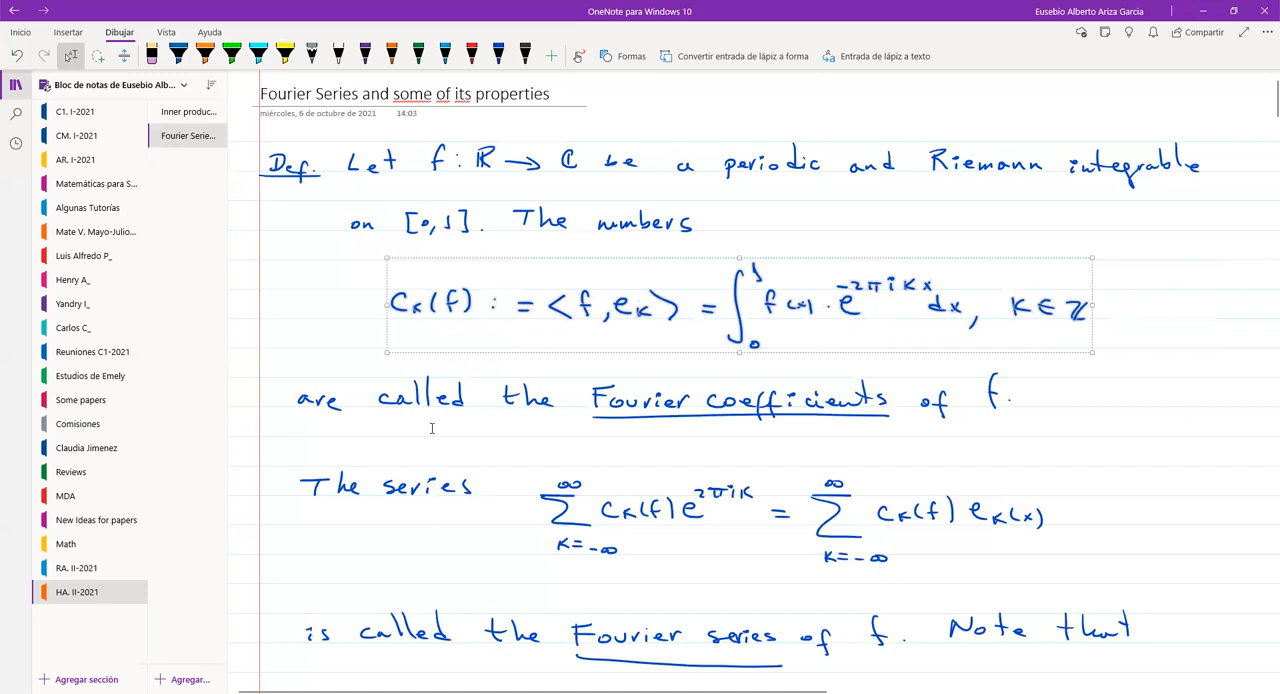 OneNote para Windows 10
Eusebio Alberto Ariza Garcia
Inicio
Insertar
Dibujar
Vista
Ayuda
Compartir
Formas
Convertir entrada de lápiz a forma
Entrada de lápiz a texto
Bloc de notas de Eusebio Alb...
C1. I-2021
CM. I-2021
AR. I-2021
Matemáticas para S...
Algunas Tutorías
Mate V. Mayo-Julio...
Luis Alfredo P_
Henry A_
Yandry I_
Carlos C_
Reuniones C1-2021
Estudios de Emely
Some papers
Comisiones
Claudia Jimenez
Reviews
MDA
New Ideas for papers
Math
RA. II-2021
HA. II-2021
Agregar sección
Inner produc...
Fourier Serie...
Agregar...
Fourier Series and some of its properties
miércoles, 6 de octubre de 2021 14:03
Def. Let f : ℝ → ℂ be a periodic and Riemann integrable
on [0,1]. The numbers
C_K(f) := <f, e_K> = ∫_0^1 f(x) · e^{-2πiKx} dx, K ∈ ℤ
are called the Fourier coefficients of f.
The series ∑_{K=-∞}^{∞} C_K(f) e^{2πiK} = ∑_{K=-∞}^{∞} C_K(f) e_K(x)
is called the Fourier series of f. Note that